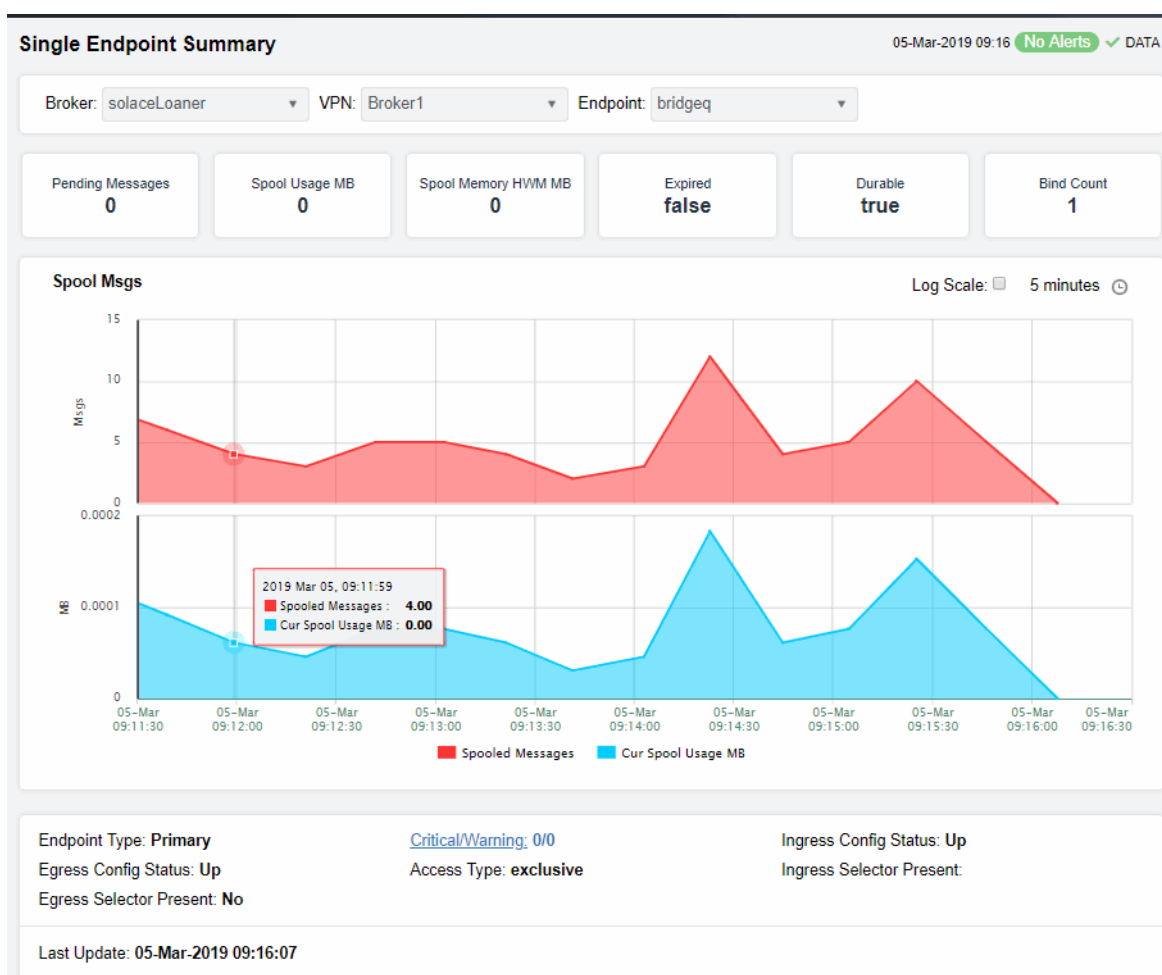 Single Endpoint Summary
05-Mar-2019 09:16 No Alerts DATA
Broker: solaceLoaner VPN: Broker1 Endpoint: bridgeq
Pending Messages Spool Usage MB Spool Memory HWM MB Expired Durable Bind Count
0 0 0 false true 1
Spool Msgs Log Scale: 5 minutes
15
10
Msgs
5
0
0.0002
2019 Mar 05, 09:11:59
Spooled Messages : 4.00
Cur Spool Usage MB : 0.00
MB 0.0001
0
05-Mar 05-Mar 05-Mar 05-Mar 05-Mar 05-Mar 05-Mar 05-Mar 05-Mar 05-Mar 05-Mar
09:11:30 09:12:00 09:12:30 09:13:00 09:13:30 09:14:00 09:14:30 09:15:00 09:15:30 09:16:00 09:16:30
Spooled Messages Cur Spool Usage MB
Endpoint Type: Primary Critical/Warning: 0/0 Ingress Config Status: Up
Egress Config Status: Up Access Type: exclusive Ingress Selector Present:
Egress Selector Present: No
Last Update: 05-Mar-2019 09:16:07